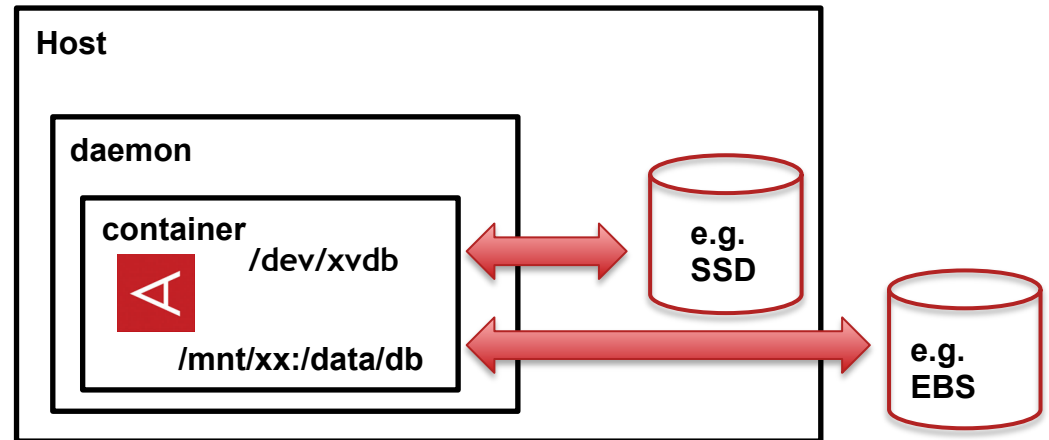 Host
daemon
container
/dev/xvdb
/mnt/xx:/data/db
e.g.
SSD
e.g.
EBS